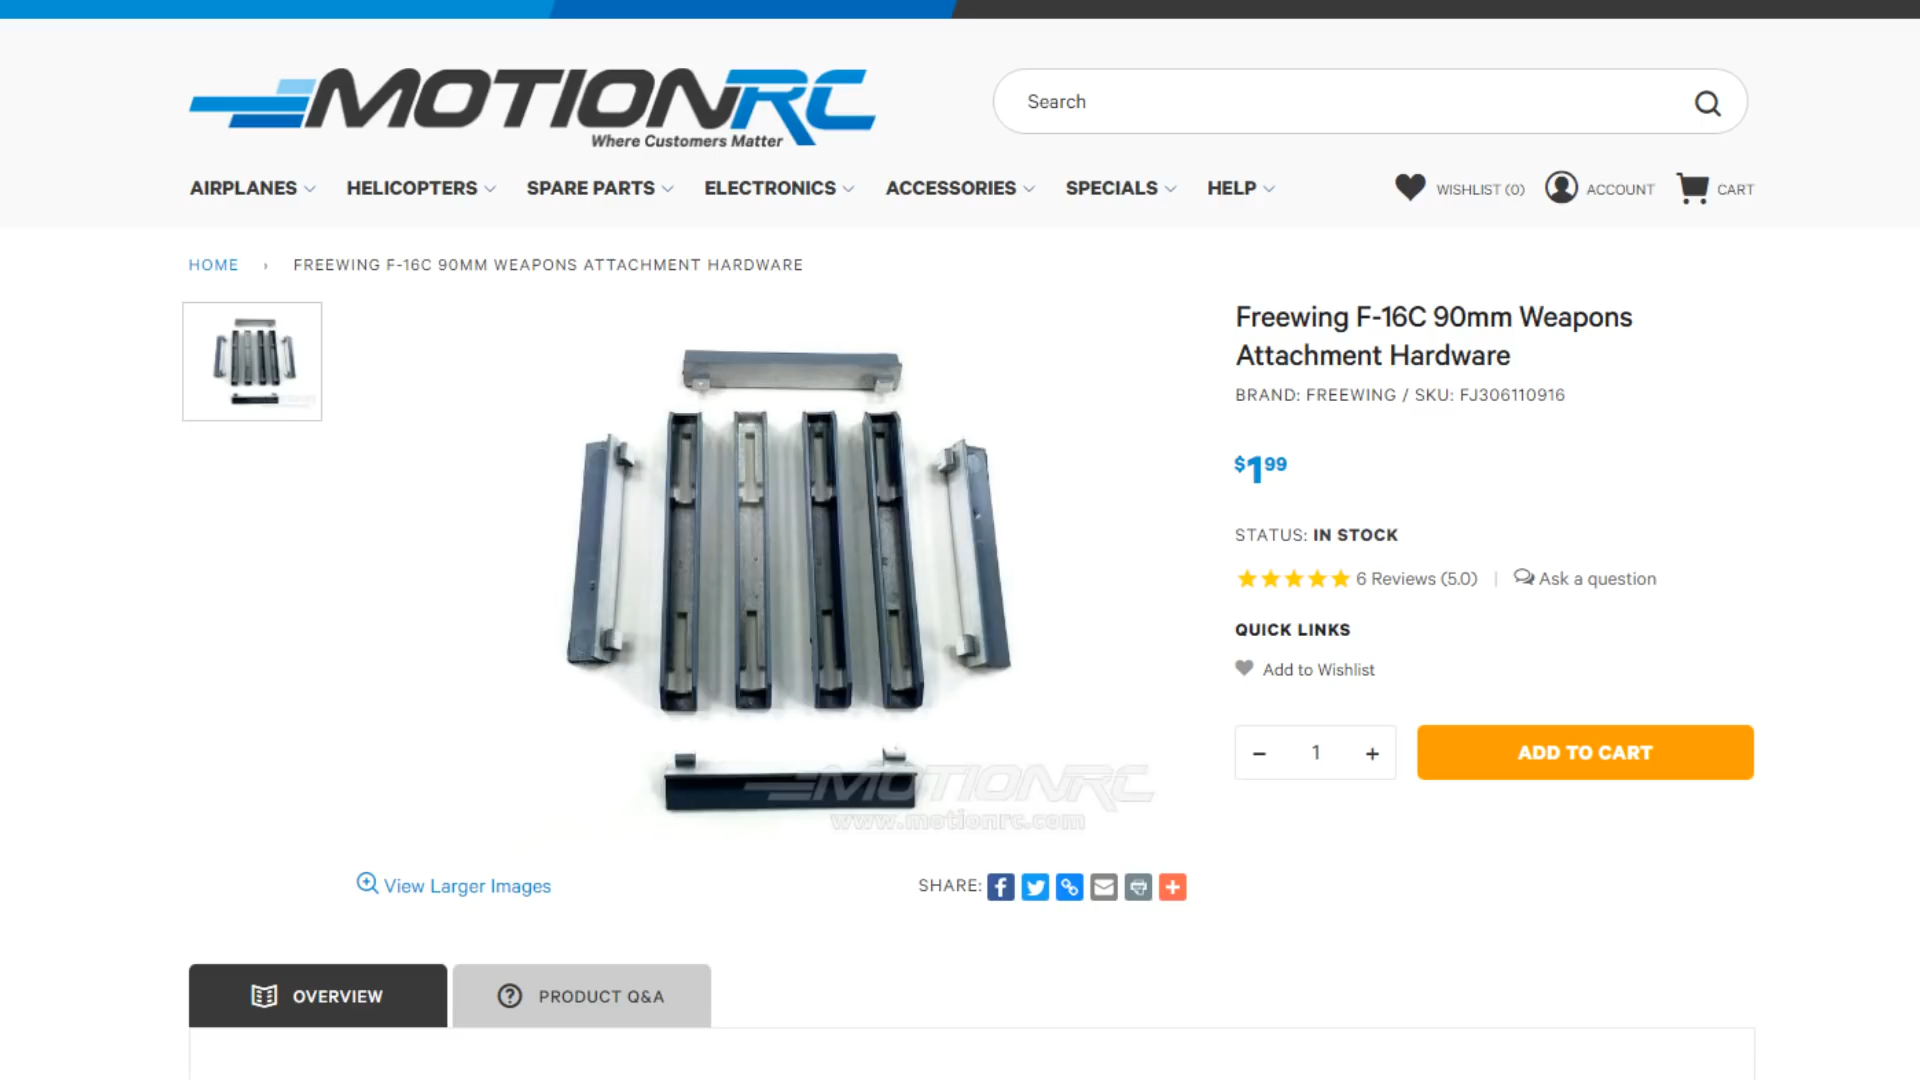 MOTIONRC
Where Customers Matter
Search
AIRPLANES
HELICOPTERS
SPARE PARTS
ELECTRONICS
ACCESSORIES
SPECIALS
HELP
WISHLIST (0)
ACCOUNT
CART
HOME › FREEWING F-16C 90MM WEAPONS ATTACHMENT HARDWARE
Freewing F-16C 90mm Weapons
Attachment Hardware
BRAND: FREEWING / SKU: FJ306110916
$1 99
STATUS: IN STOCK
6 Reviews (5.0) | Ask a question
QUICK LINKS
Add to Wishlist
− 1 +
ADD TO CART
MOTIONRC
www.motionrc.com
View Larger Images
SHARE:
OVERVIEW
PRODUCT Q&A